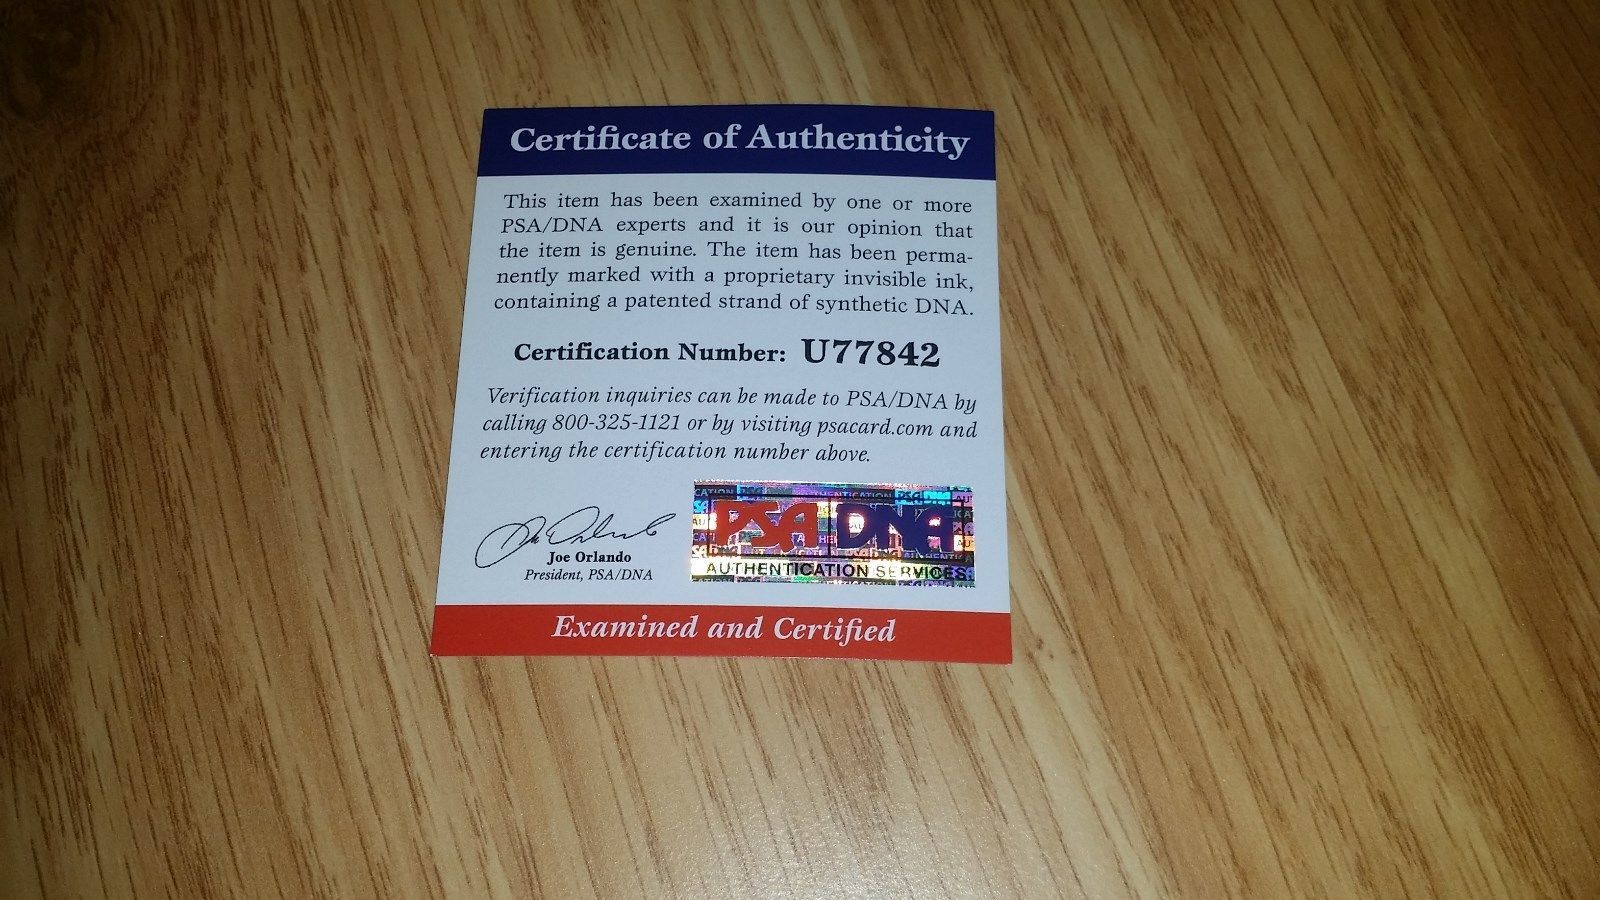 Certificate of Authenticity
This item has been examined by one or more
PSA/DNA experts and it is our opinion that
the item is genuine. The item has been perma-
nently marked with a proprietary invisible ink,
containing a patented strand of synthetic DNA.
Certification Number: U77842
Verification inquiries can be made to PSA/DNA by
calling 800-325-1121 or by visiting psacard.com and
entering the certification number above.
Joe Orlando
President, PSA/DNA
PSA DNA
AUTHENTICATION SERVICES
Examined and Certified